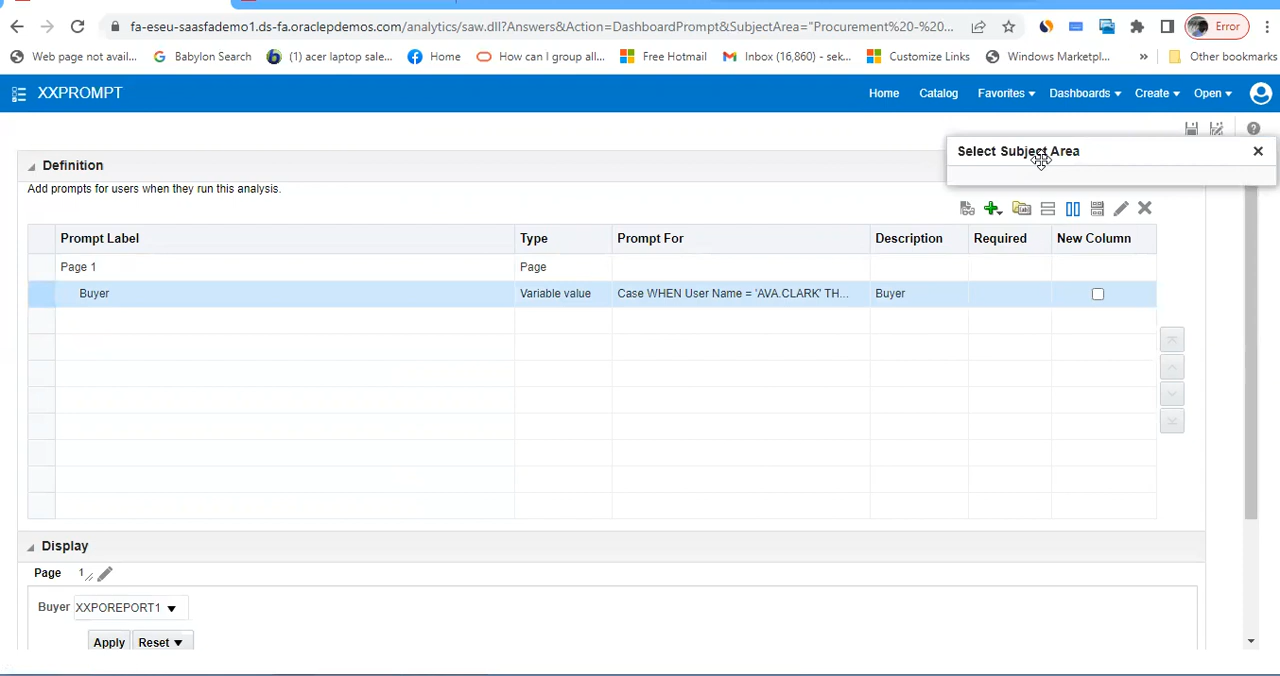 fa-eseu-saasfademo1.ds-fa.oraclepdemos.com/analytics/saw.dll?Answers&Action=DashboardPrompt&SubjectArea="Procurement%20-%20... Error
Web page not avail... Babylon Search (1) acer laptop sale... Home How can I group all... Free Hotmail Inbox (16,860) - sek... Customize Links Windows Marketpl... » Other bookmarks
XXPROMPT Home Catalog Favorites Dashboards Create Open
Select Subject Area
Definition
Add prompts for users when they run this analysis.
Prompt Label Type Prompt For Description Required New Column
Page 1 Page
Buyer Variable value Case WHEN User Name = 'AVA.CLARK' TH... Buyer
Display
Page 1
Buyer XXPOREPORT1
Apply Reset